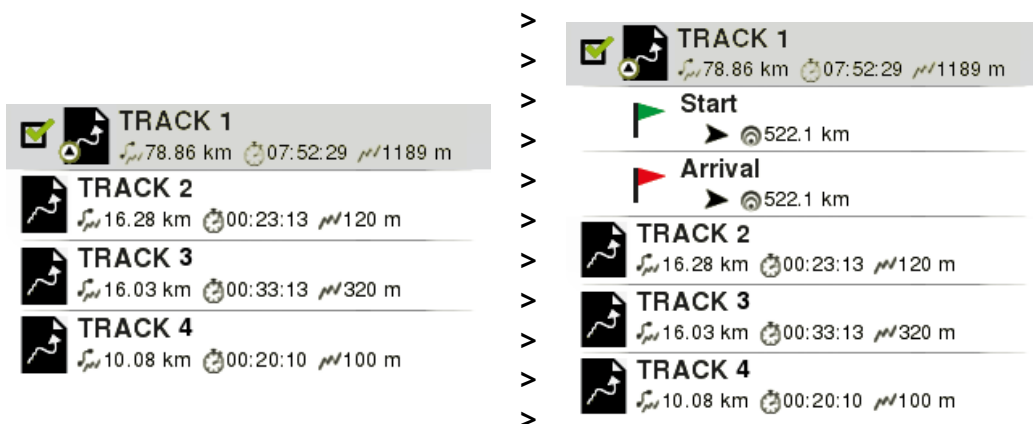 TRACK 1
78.86 km 07:52:29 1189 m
TRACK 2
16.28 km 00:23:13 120 m
TRACK 3
16.03 km 00:33:13 320 m
TRACK 4
10.08 km 00:20:10 100 m
>
>
>
>
>
>
>
>
>
>
>
TRACK 1
78.86 km 07:52:29 1189 m
Start
522.1 km
Arrival
522.1 km
TRACK 2
16.28 km 00:23:13 120 m
TRACK 3
16.03 km 00:33:13 320 m
TRACK 4
10.08 km 00:20:10 100 m